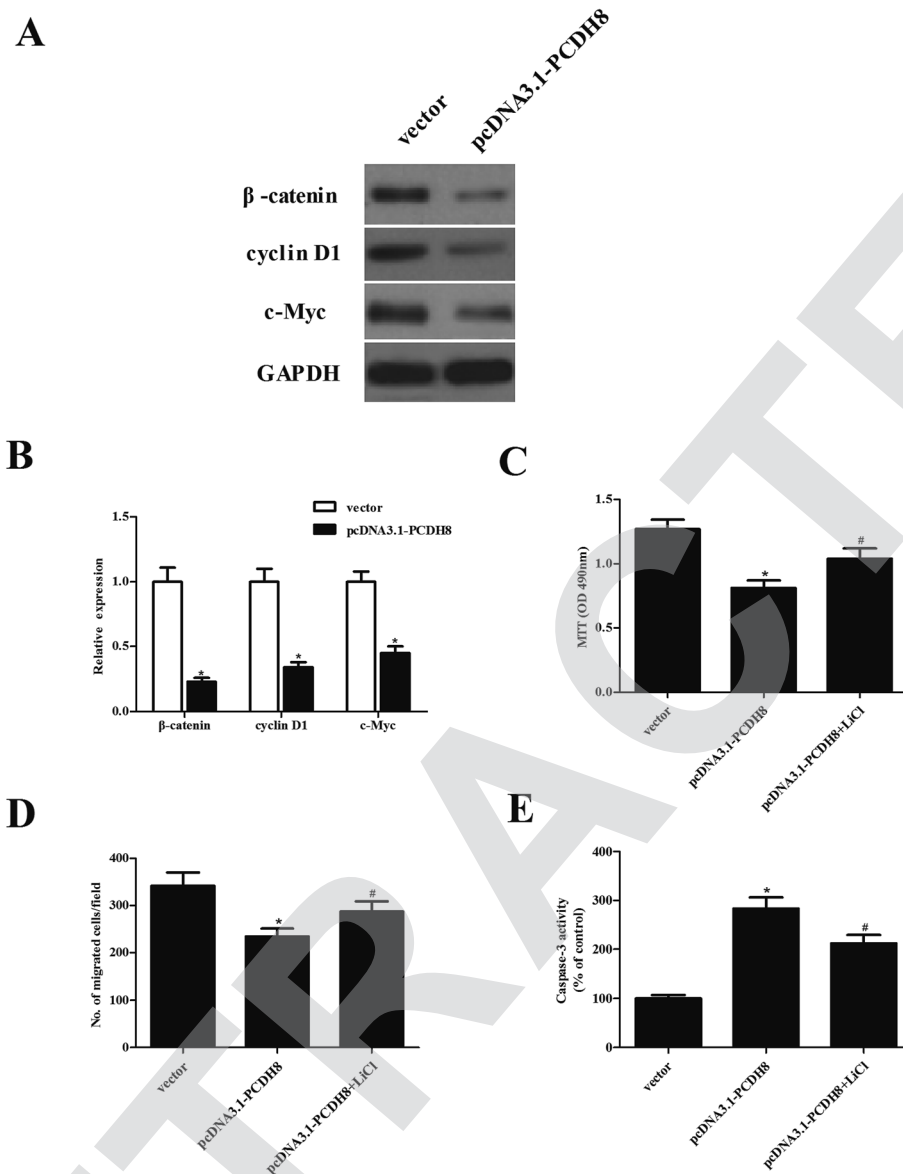 A
vector
pcDNA3.1-PCDH8
β -catenin
cyclin D1
c-Myc
GAPDH
B
vector
pcDNA3.1-PCDH8
Relative expression
1.5
1.0
0.5
0.0
*
*
*
β-catenin
cyclin D1
c-Myc
C
MTT (OD 490nm)
1.5
1.0
0.5
0.0
*
#
vector
pcDNA3.1-PCDH8
pcDNA3.1-PCDH8+LiCl
D
No. of migrated cells/field
400
300
200
100
0
*
#
vector
pcDNA3.1-PCDH8
pcDNA3.1-PCDH8+LiCl
E
Caspase-3 activity
(% of control)
400
300
200
100
0
*
#
vector
pcDNA3.1-PCDH8
pcDNA3.1-PCDH8+LiCl
TRACTE